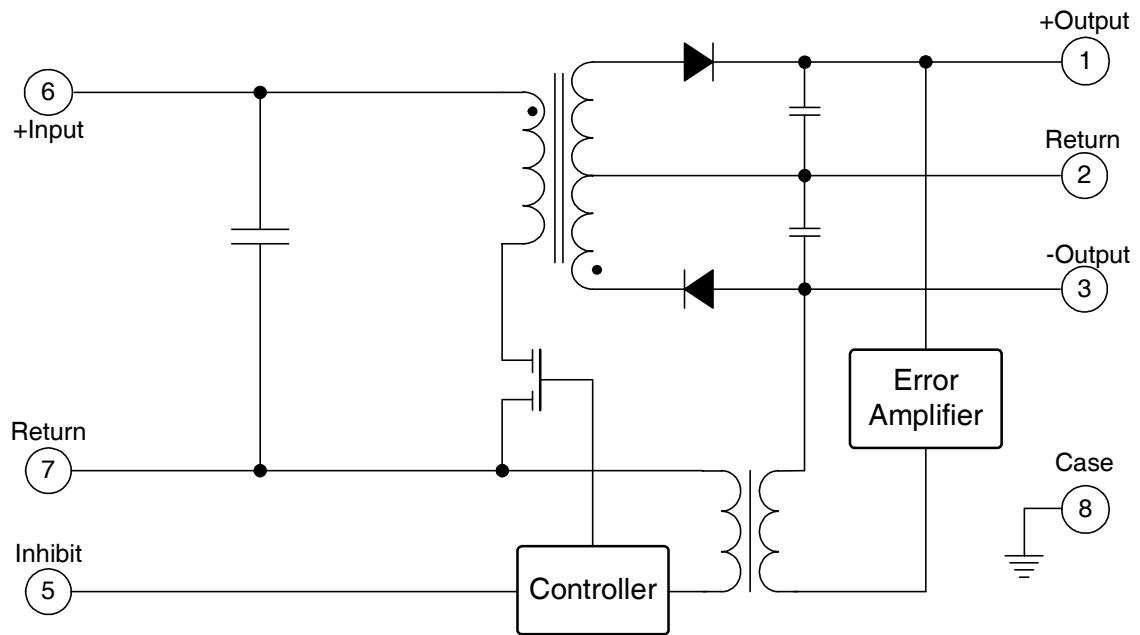 +Output
1
6
+Input
Return
2
-Output
3
Error
Amplifier
Return
7
Case
8
Inhibit
5
Controller